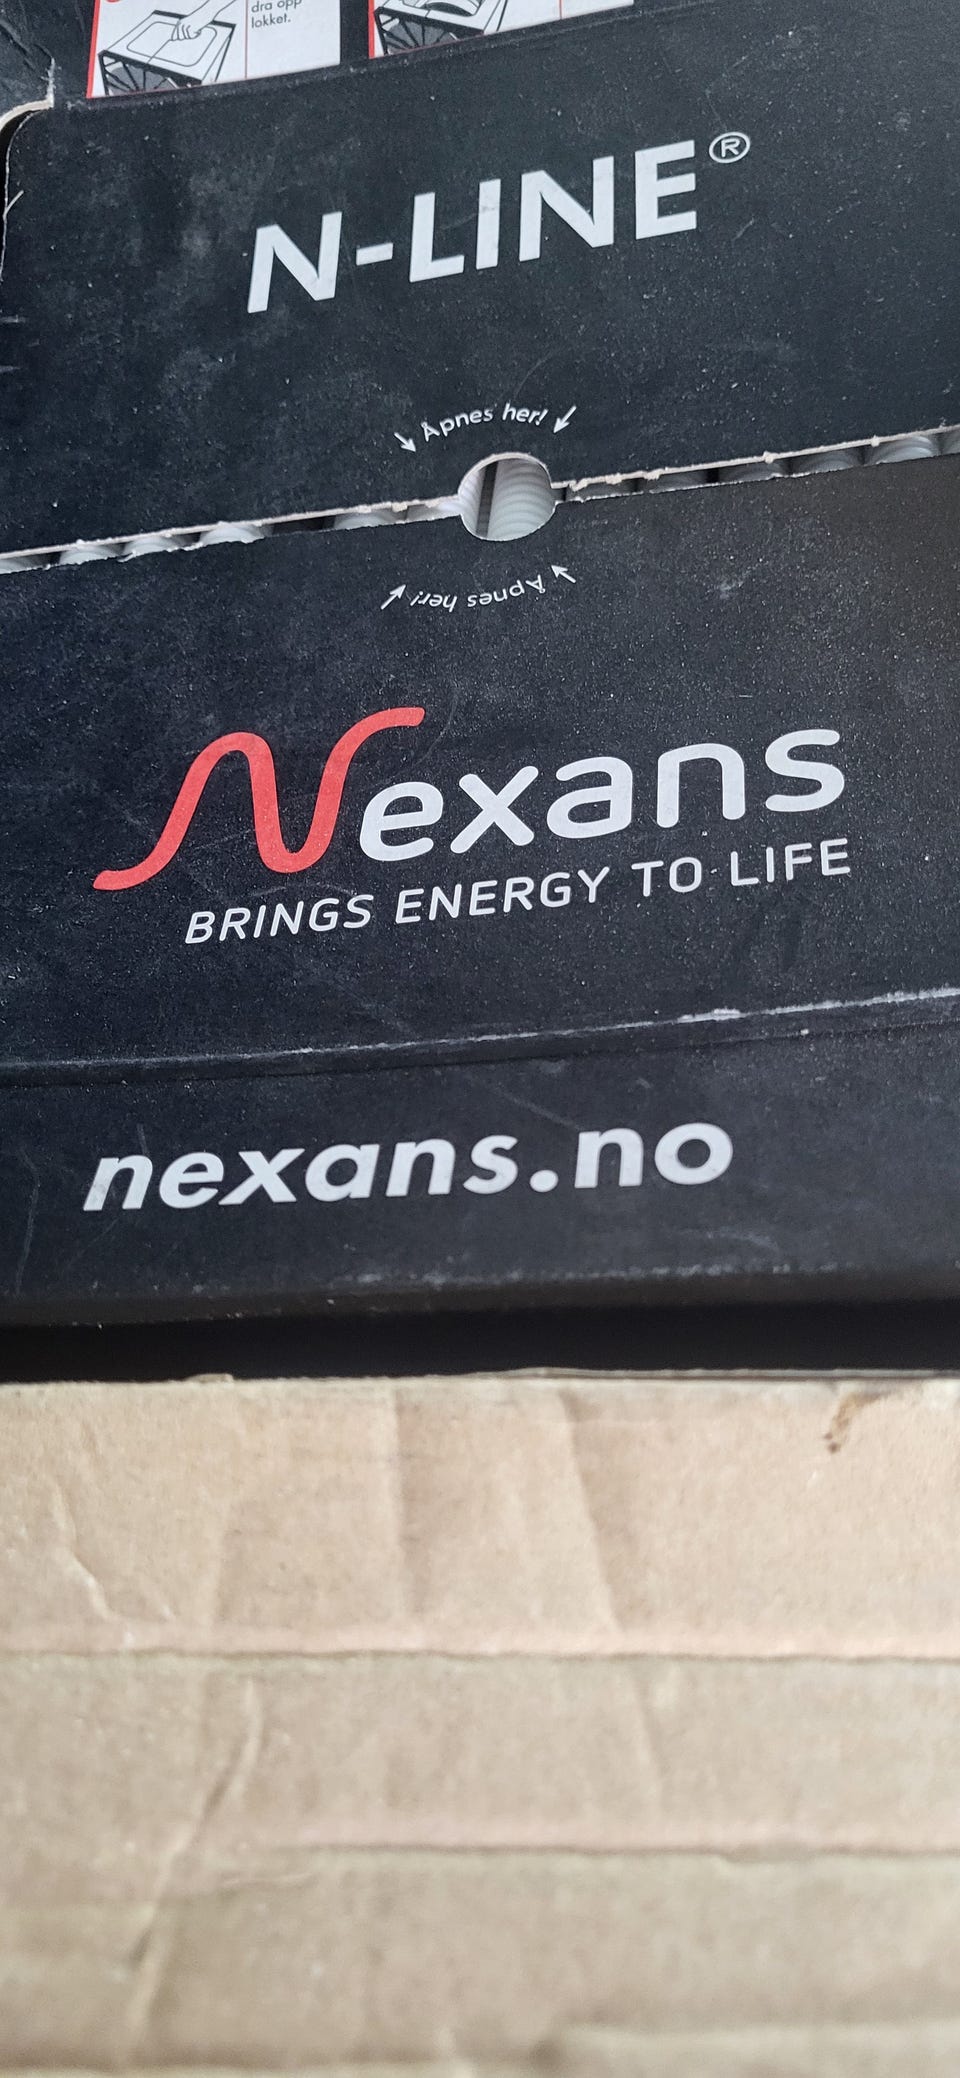 dra opp
lokket.
N-LINE®
Åpnes her!
Åpnes her!
Nexans
BRINGS ENERGY TO LIFE
nexans.no